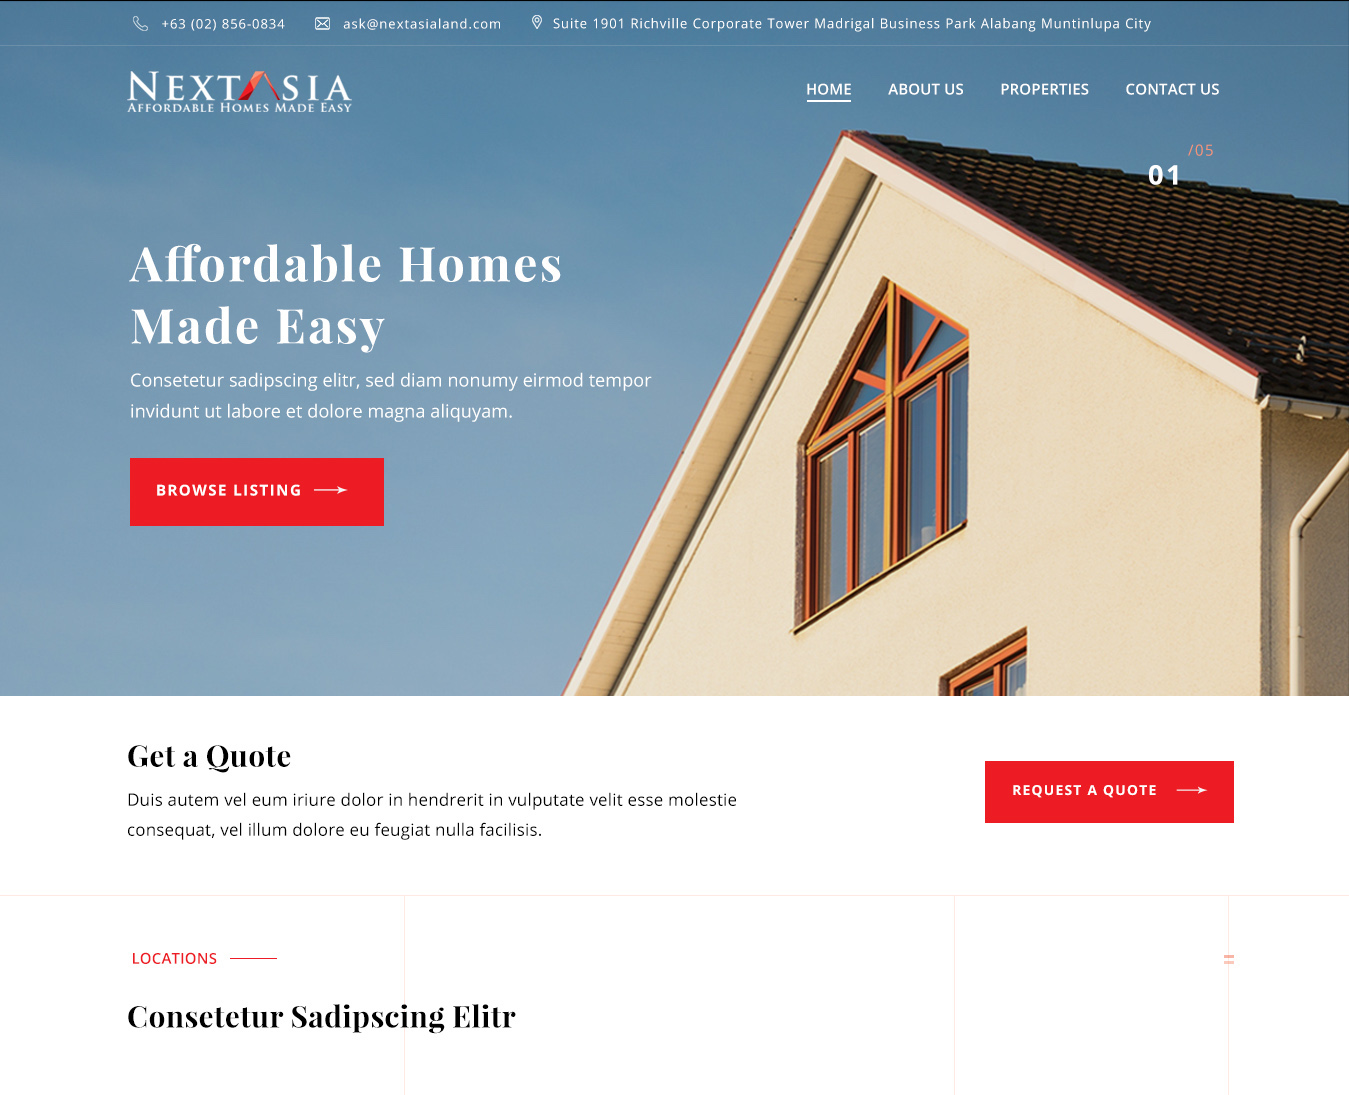 +63 (02) 856-0834 ask@nextasialand.com Suite 1901 Richville Corporate Tower Madrigal Business Park Alabang Muntinlupa City
NEXTASIA
AFFORDABLE HOMES MADE EASY
HOME ABOUT US PROPERTIES CONTACT US
/05
01
Affordable Homes
Made Easy
Consetetur sadipscing elitr, sed diam nonumy eirmod tempor
invidunt ut labore et dolore magna aliquyam.
BROWSE LISTING
Get a Quote
Duis autem vel eum iriure dolor in hendrerit in vulputate velit esse molestie
consequat, vel illum dolore eu feugiat nulla facilisis.
REQUEST A QUOTE
LOCATIONS
Consetetur Sadipscing Elitr